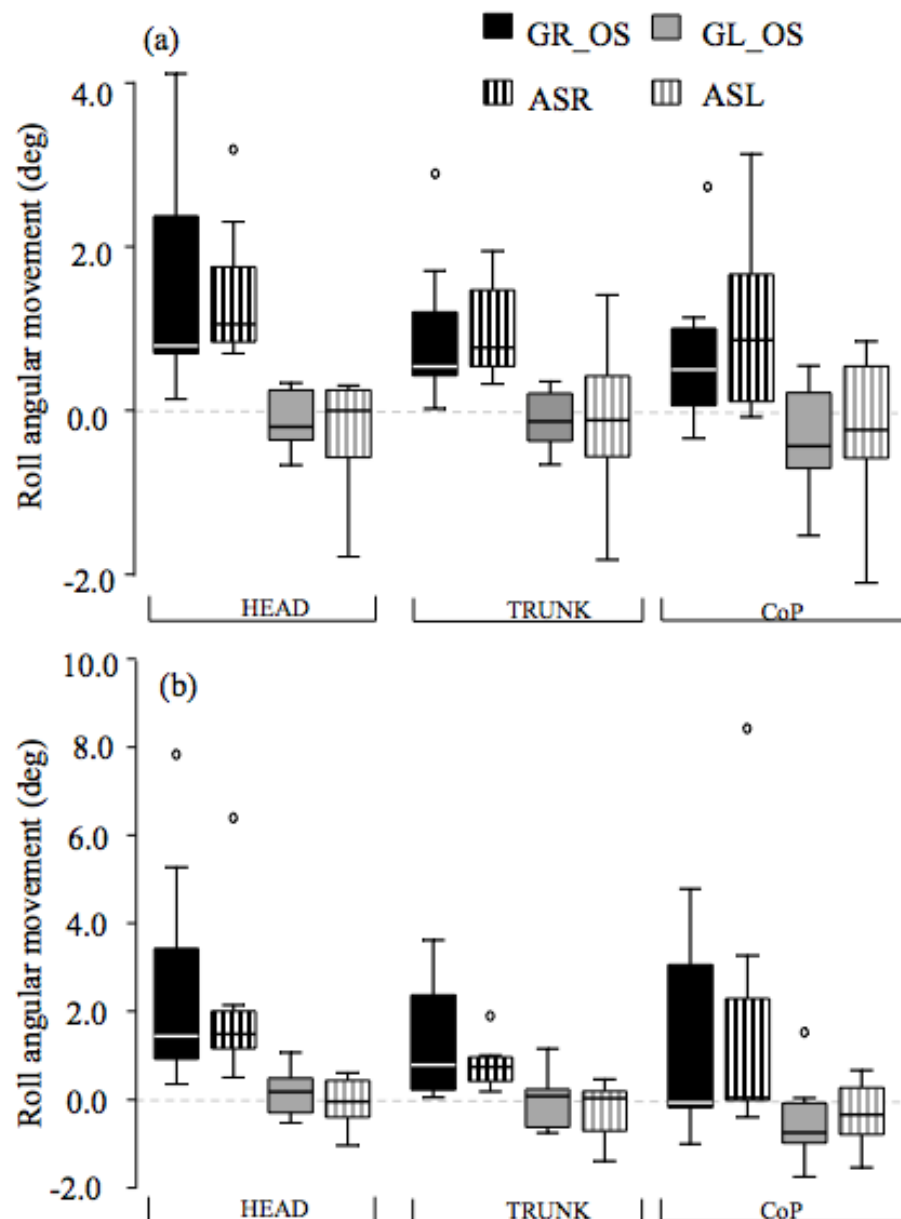 (a)
GR_OS
GL_OS
ASR
ASL
Roll angular movement (deg)
4.0
2.0
0.0
-2.0
HEAD
TRUNK
CoP
(b)
Roll angular movement (deg)
10.0
8.0
6.0
4.0
2.0
0.0
-2.0
HEAD
TRUNK
CoP